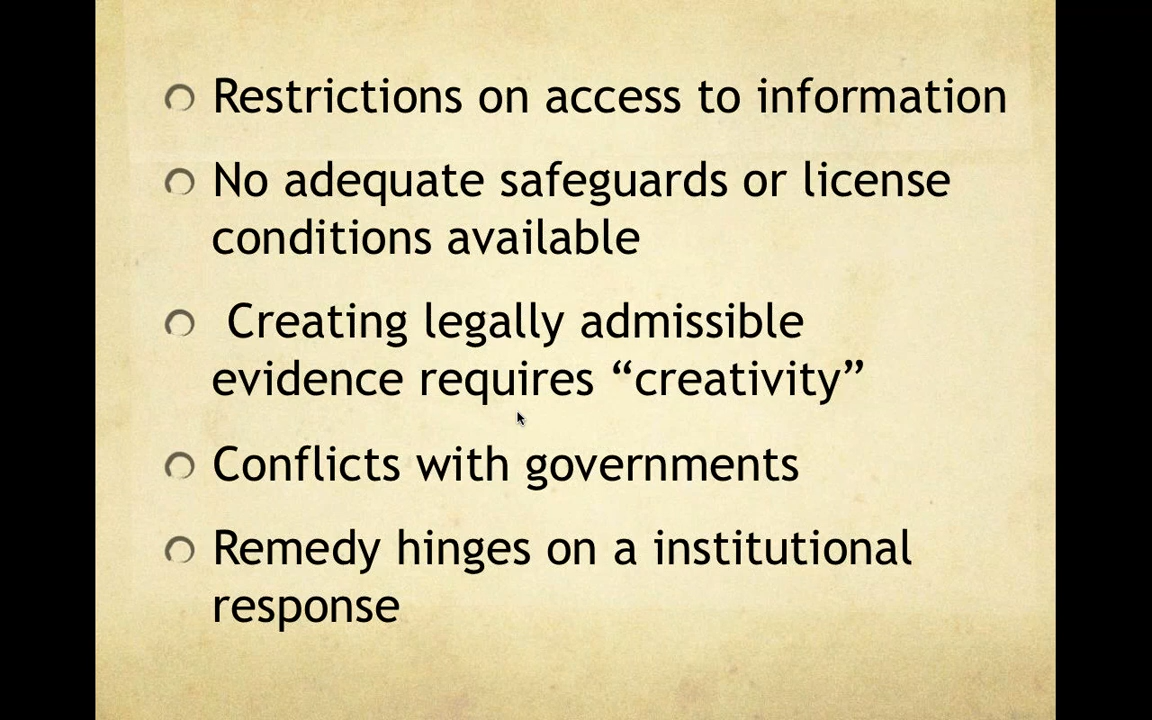 Restrictions on access to information
No adequate safeguards or license
conditions available
Creating legally admissible
evidence requires “creativity”
Conflicts with governments
Remedy hinges on a institutional
response